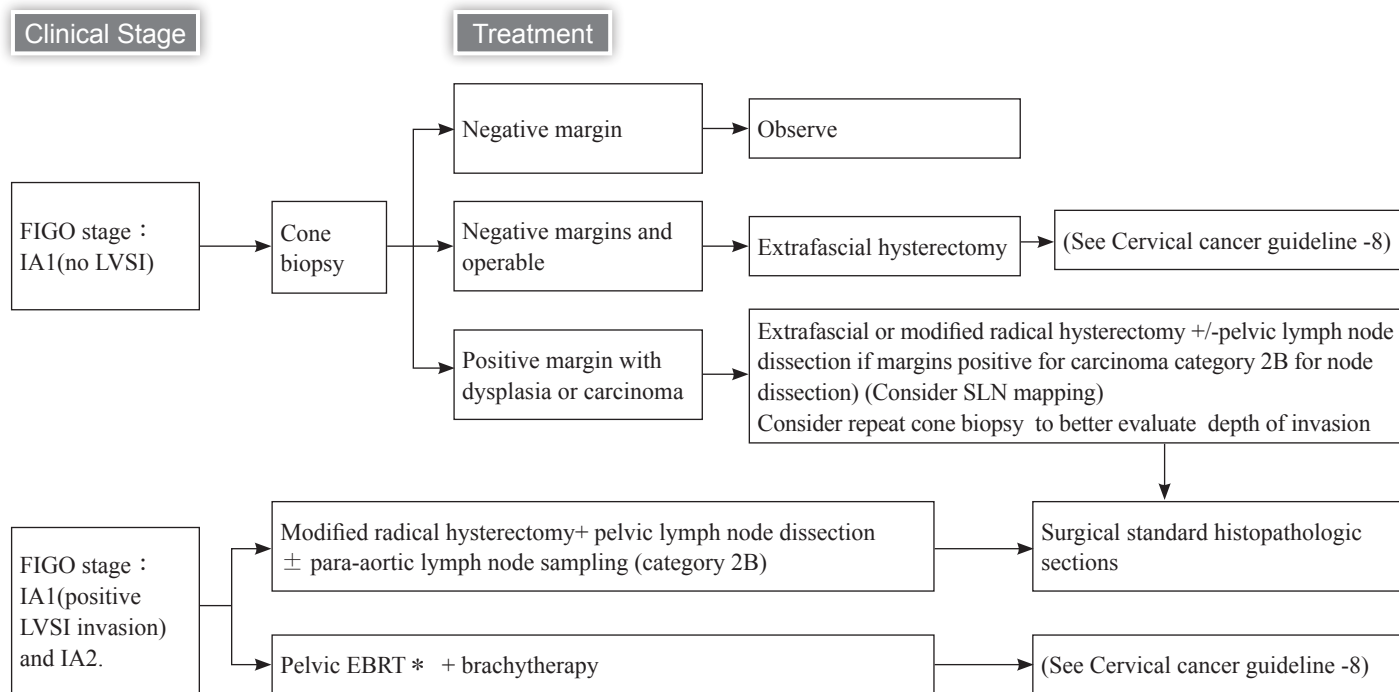 Clinical Stage
Treatment
Negative margin
Observe
FIGO stage：
IA1(no LVSI)
Cone
biopsy
Negative margins and
operable
Extrafascial hysterectomy
(See Cervical cancer guideline -8)
Positive margin with
dysplasia or carcinoma
Extrafascial or modified radical hysterectomy +/-pelvic lymph node
dissection if margins positive for carcinoma category 2B for node
dissection) (Consider SLN mapping)
Consider repeat cone biopsy to better evaluate depth of invasion
FIGO stage：
IA1(positive
LVSI invasion)
and IA2.
Modified radical hysterectomy+ pelvic lymph node dissection
± para-aortic lymph node sampling (category 2B)
Surgical standard histopathologic
sections
Pelvic EBRT＊ + brachytherapy
(See Cervical cancer guideline -8)